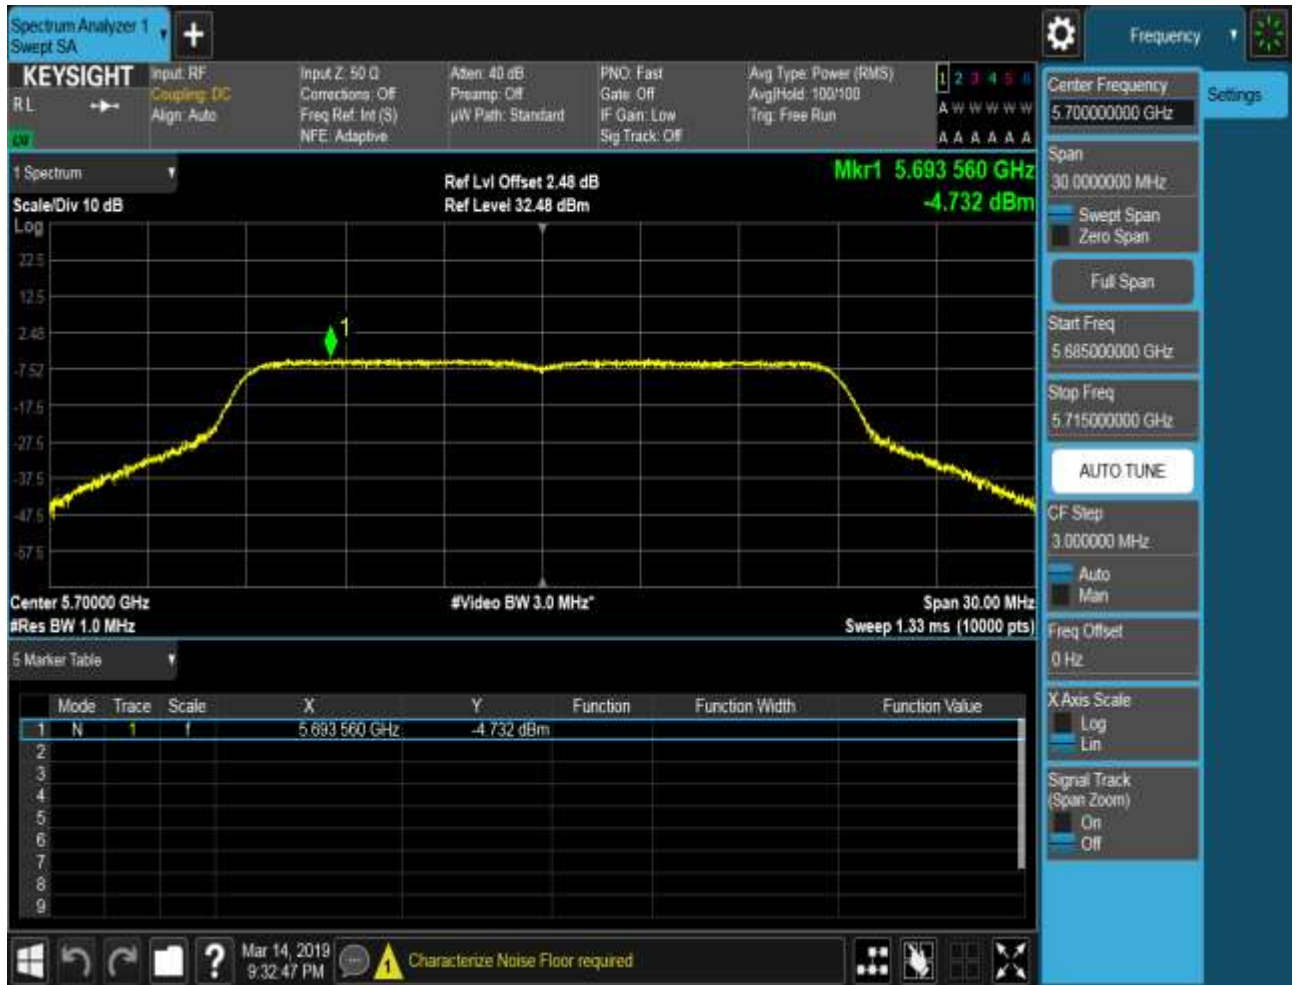 Spectrum Analyzer 1
Swept SA
Frequency
KEYSIGHT
RL
Input: RF
Coupling: DC
Align: Auto
Input Z: 50 Ω
Corrections: Off
Freq Ref: Int (S)
NFE: Adaptive
Atten: 40 dB
Preamp: Off
µW Path: Standard
PNO: Fast
Gate: Off
IF Gain: Low
Sig Track: Off
Avg Type: Power (RMS)
Avg|Hold: 100/100
Trig: Free Run
1 2 3 4 5 6
A W W W W W
A A A A A A
1 Spectrum
Scale/Div 10 dB
Ref Lvl Offset 2.48 dB
Ref Level 32.48 dBm
Mkr1 5.693 560 GHz
-4.732 dBm
Log
22.5
12.5
2.48
-7.52
-17.5
-27.5
-37.5
-47.5
-57.5
1
Center 5.70000 GHz
#Video BW 3.0 MHz*
Span 30.00 MHz
#Res BW 1.0 MHz
Sweep 1.33 ms (10000 pts)
5 Marker Table
Mode Trace Scale X Y Function Function Width Function Value
1 N 1 f 5.693 560 GHz -4.732 dBm
2
3
4
5
6
7
8
9
Mar 14, 2019
9:32:47 PM
Characterize Noise Floor required
Center Frequency
5.700000000 GHz
Settings
Span
30.0000000 MHz
Swept Span
Zero Span
Full Span
Start Freq
5.685000000 GHz
Stop Freq
5.715000000 GHz
AUTO TUNE
CF Step
3.000000 MHz
Auto
Man
Freq Offset
0 Hz
X Axis Scale
Log
Lin
Signal Track
(Span Zoom)
On
Off